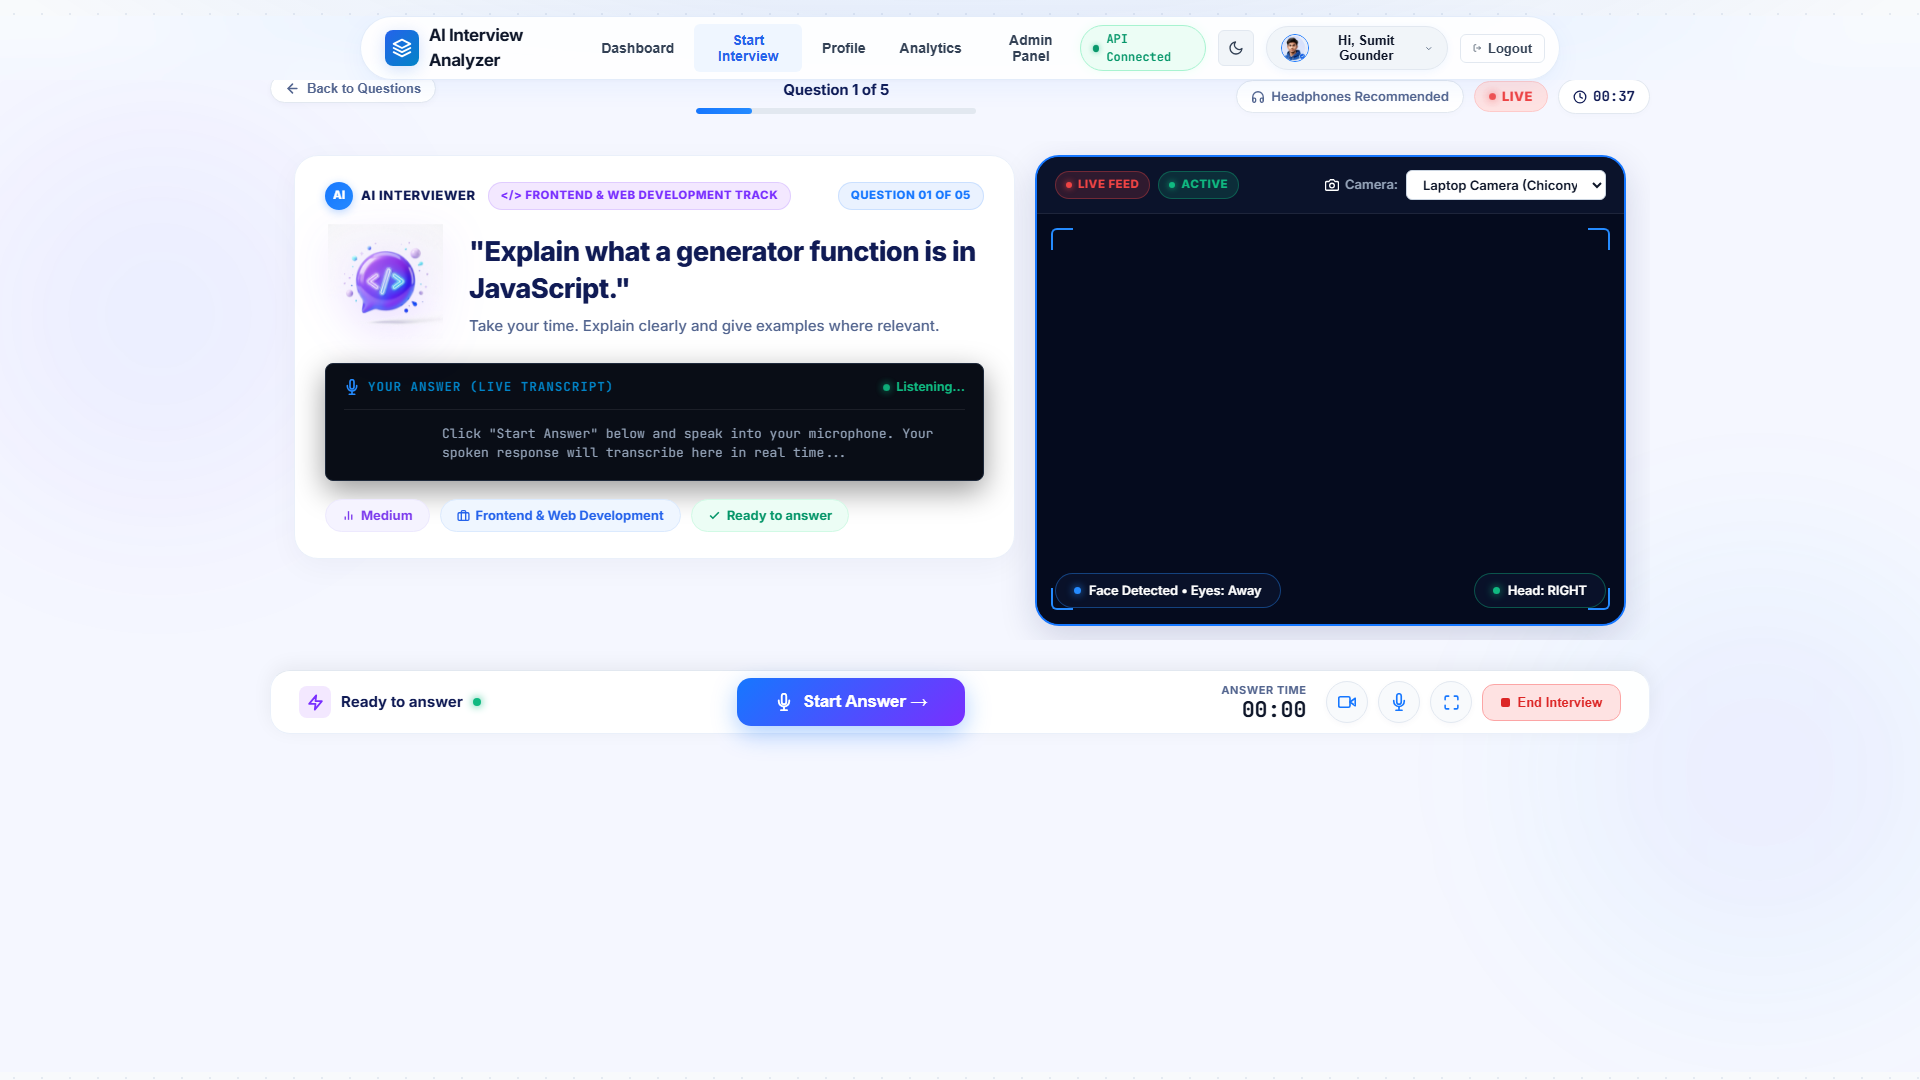 AI Interview
Analyzer
Dashboard
Start
Interview
Profile
Analytics
Admin
Panel
API
Connected
Hi, Sumit
Gounder
Logout
Back to Questions
Question 1 of 5
Headphones Recommended
LIVE
00:37
AI
AI INTERVIEWER
</> FRONTEND & WEB DEVELOPMENT TRACK
QUESTION 01 OF 05
</>
"Explain what a generator function is in
JavaScript."
Take your time. Explain clearly and give examples where relevant.
YOUR ANSWER (LIVE TRANSCRIPT)
Listening...
Click "Start Answer" below and speak into your microphone. Your
spoken response will transcribe here in real time...
Medium
Frontend & Web Development
Ready to answer
LIVE FEED
ACTIVE
Camera:
Laptop Camera (Chicony
Face Detected • Eyes: Away
Head: RIGHT
Ready to answer
Start Answer →
ANSWER TIME
00:00
End Interview